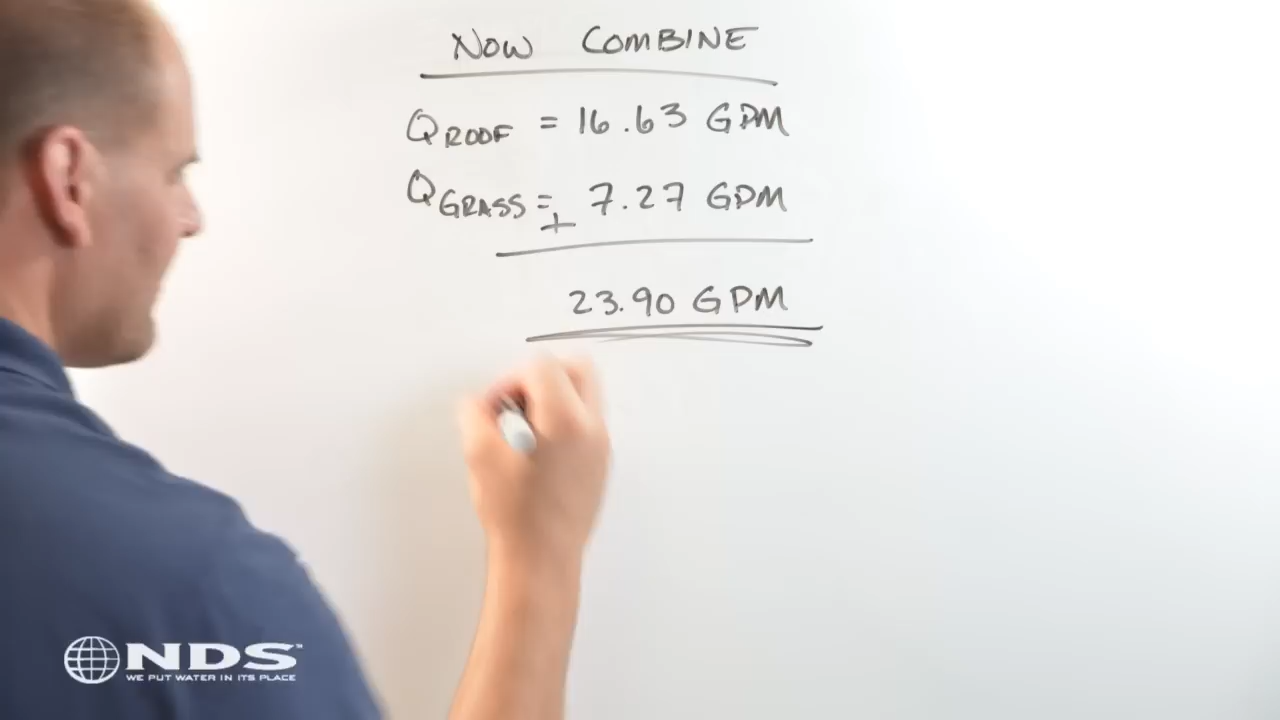 NOW COMBINE
QROOF = 16.63 GPM
QGRASS = + 7.27 GPM
23.90 GPM
NDS™
WE PUT WATER IN ITS PLACE